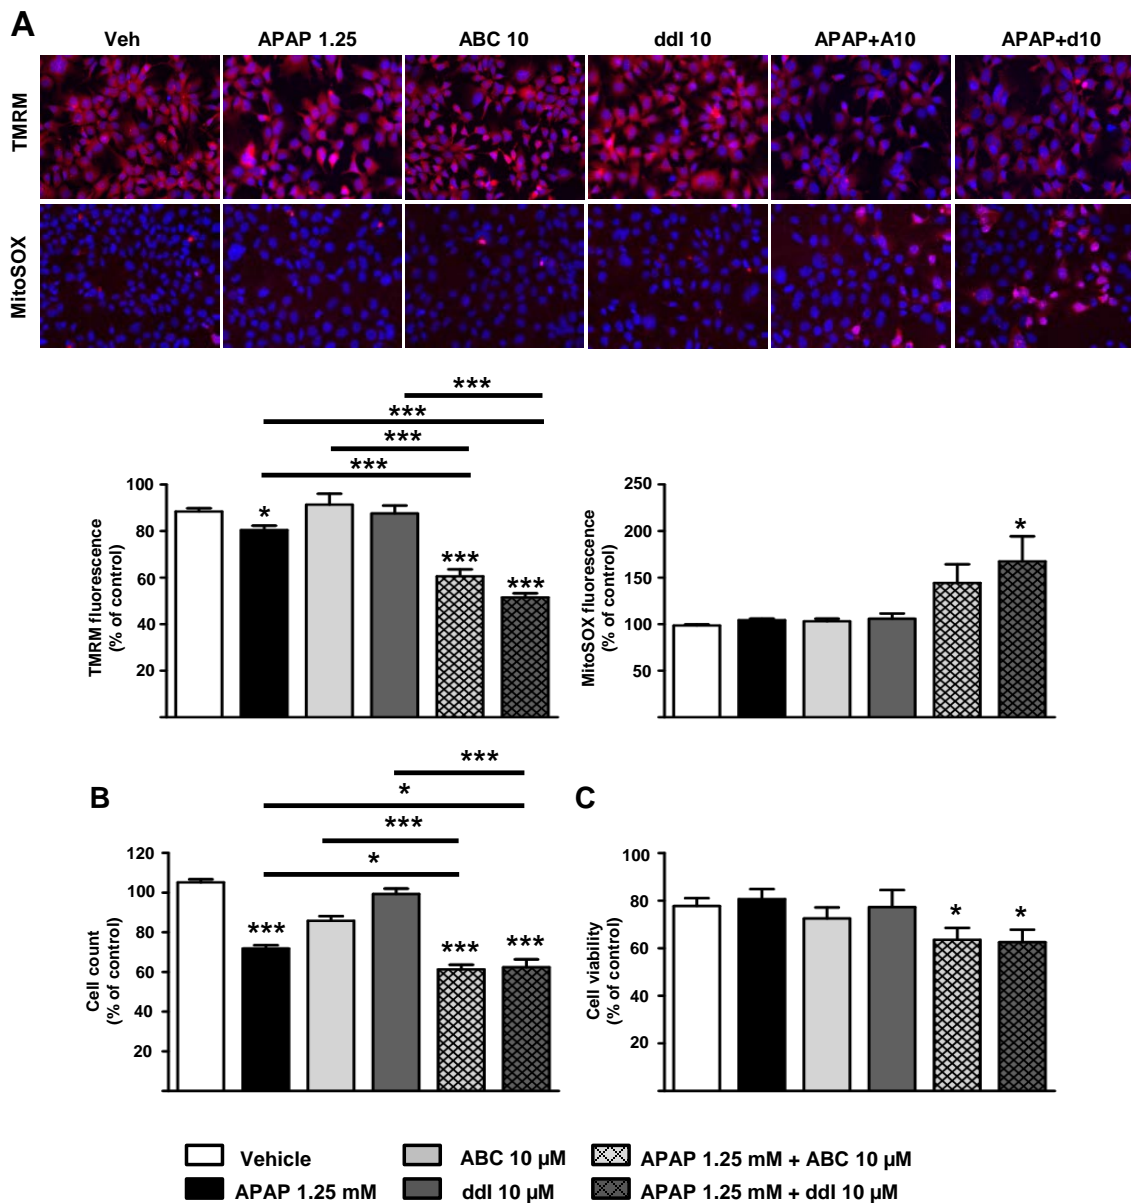 A
Veh APAP 1.25 ABC 10 ddI 10 APAP+A10 APAP+d10
TMRM
MitoSOX
***
***
***
***
TMRM fluorescence
(% of control)
100
80
60
40
20
*
***
***
MitoSOX fluorescence
(% of control)
250
200
150
100
50
*
B
***
*
***
*
Cell count
(% of control)
120
100
80
60
40
20
***
***
***
C
Cell viability
(% of control)
100
80
60
40
20
*
*
Vehicle
ABC 10 µM
APAP 1.25 mM + ABC 10 µM
APAP 1.25 mM
ddI 10 µM
APAP 1.25 mM + ddI 10 µM